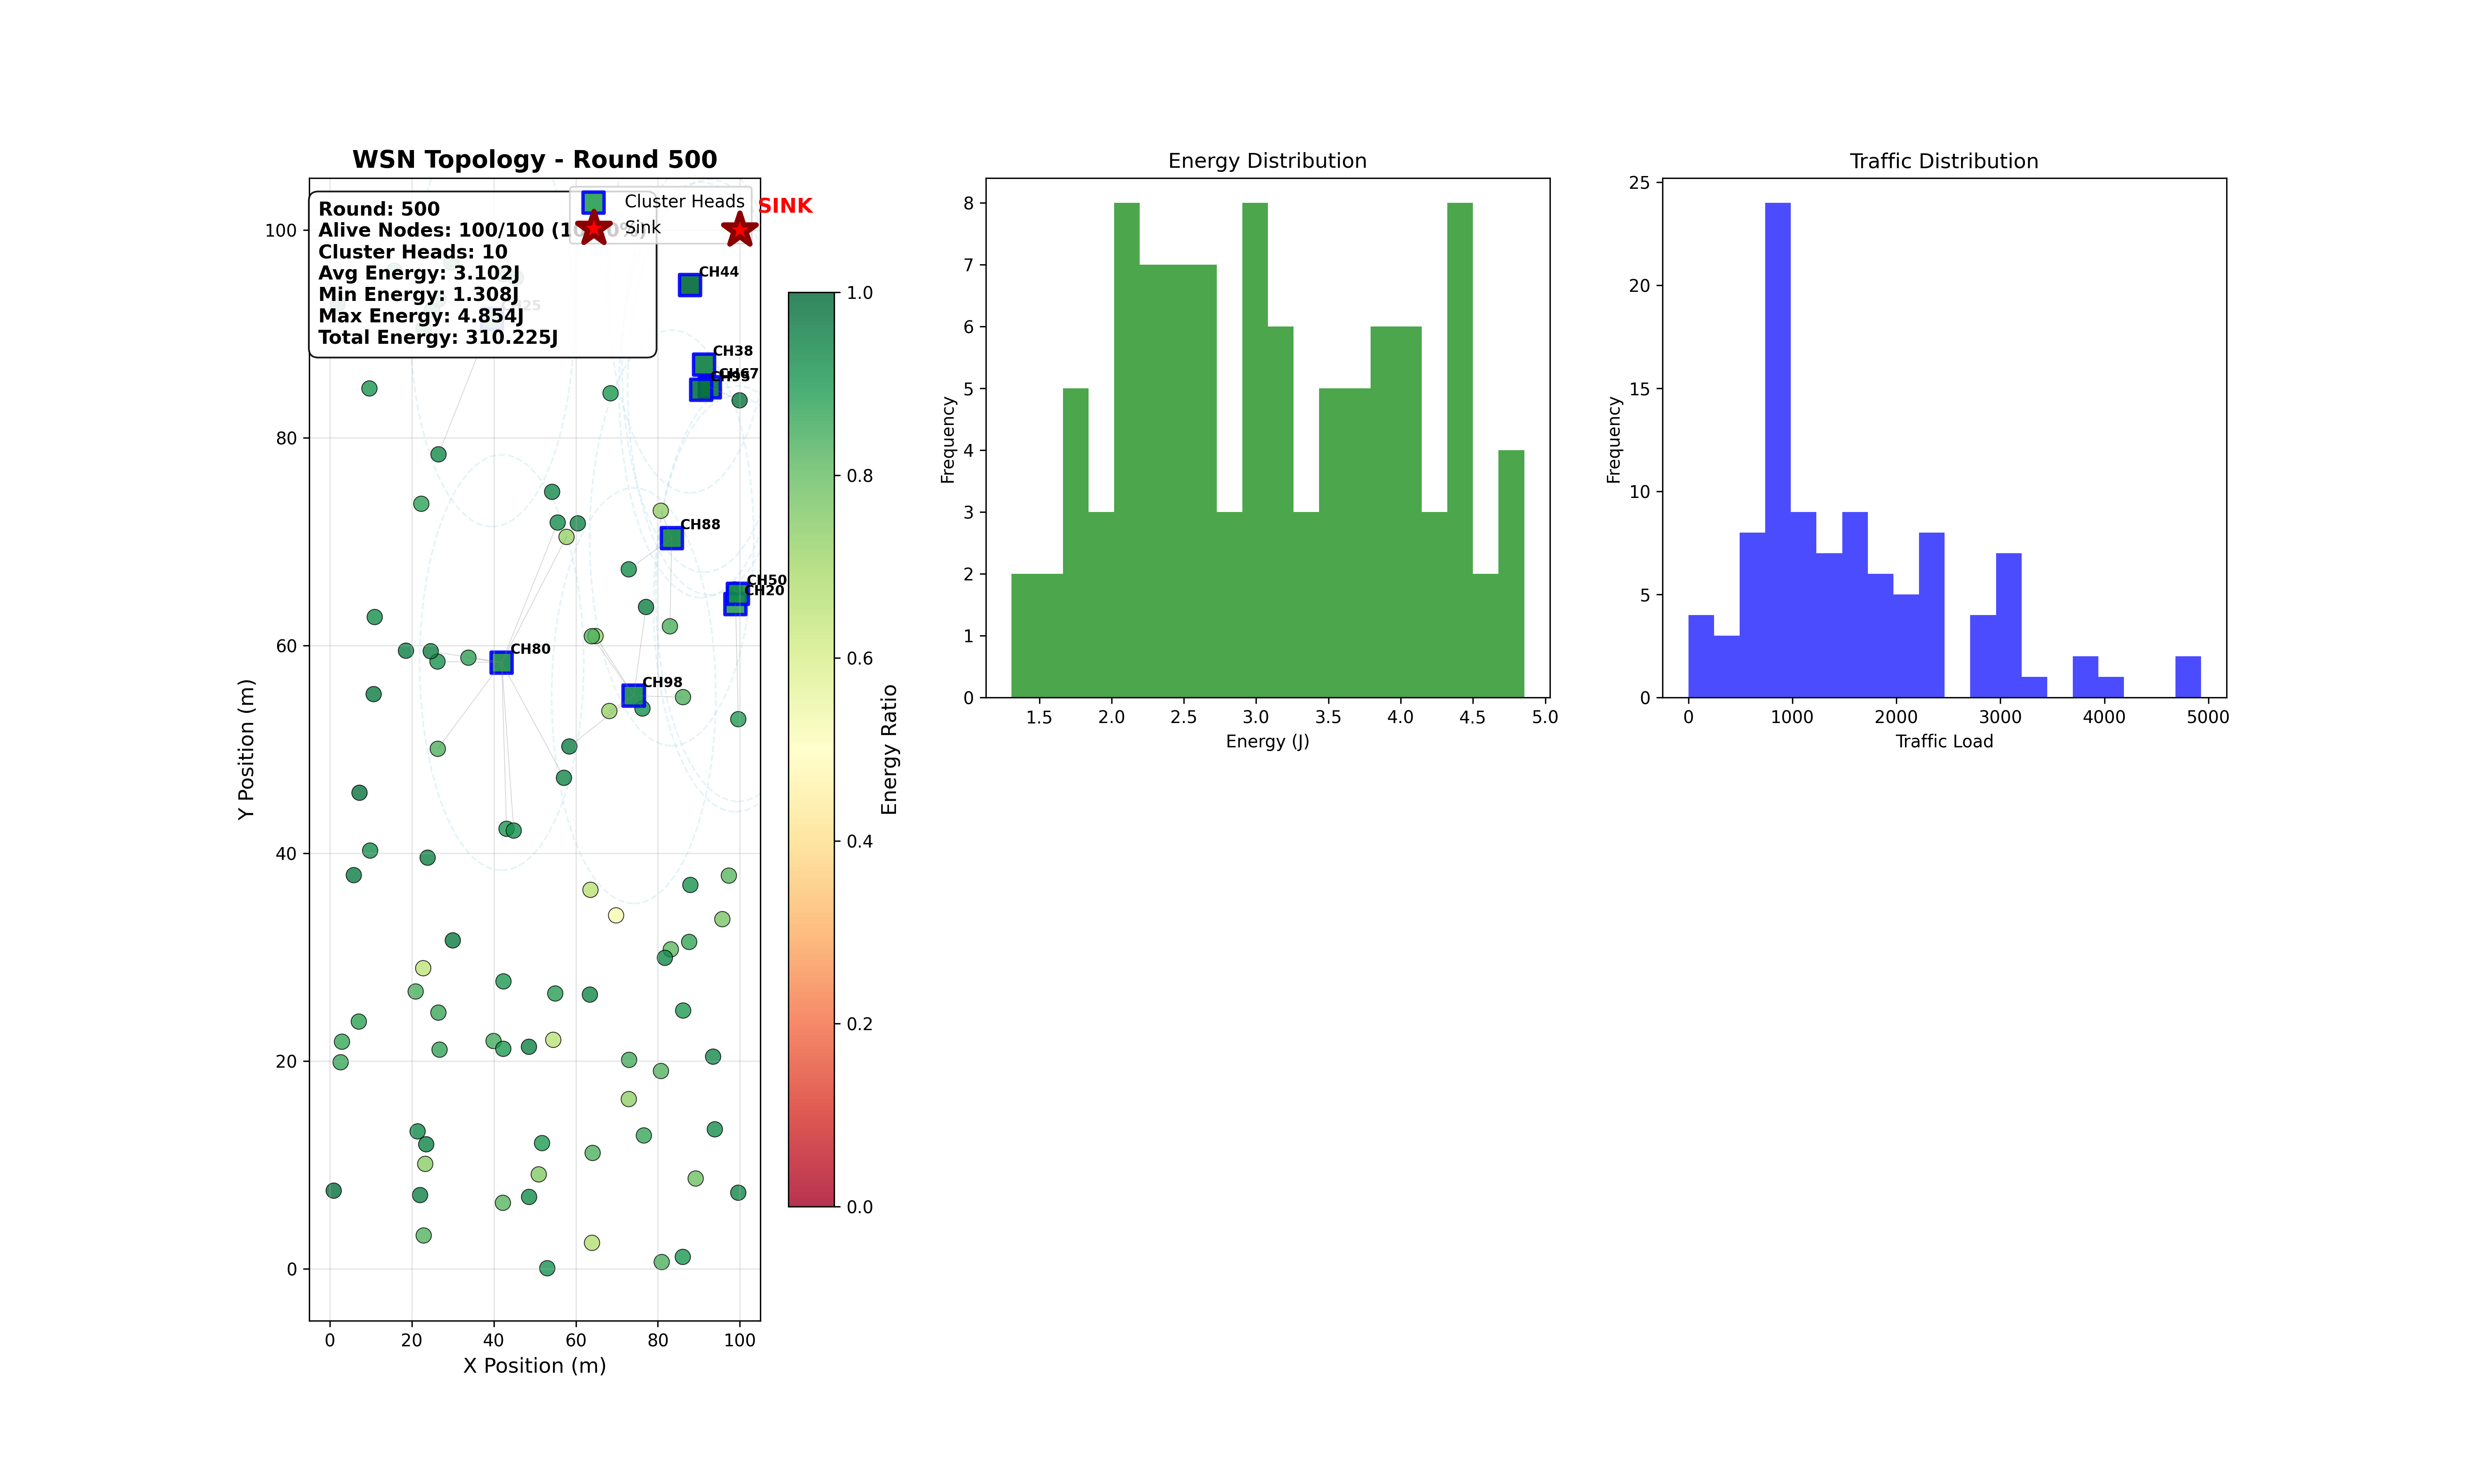 WSN Topology - Round 500
Round: 500
Alive Nodes: 100/100 (100.0%)
Cluster Heads: 10
Avg Energy: 3.102J
Min Energy: 1.308J
Max Energy: 4.854J
Total Energy: 310.225J
Cluster Heads
Sink
SINK
CH44
CH38
CH67
CH95
CH88
CH50
CH20
CH80
CH98
100
80
60
40
20
0
Y Position (m)
0
20
40
60
80
100
X Position (m)
1.0
0.8
0.6
0.4
0.2
0.0
Energy Ratio
Energy Distribution
8
7
6
5
4
3
2
1
0
Frequency
1.5
2.0
2.5
3.0
3.5
4.0
4.5
5.0
Energy (J)
Traffic Distribution
25
20
15
10
5
0
Frequency
0
1000
2000
3000
4000
5000
Traffic Load